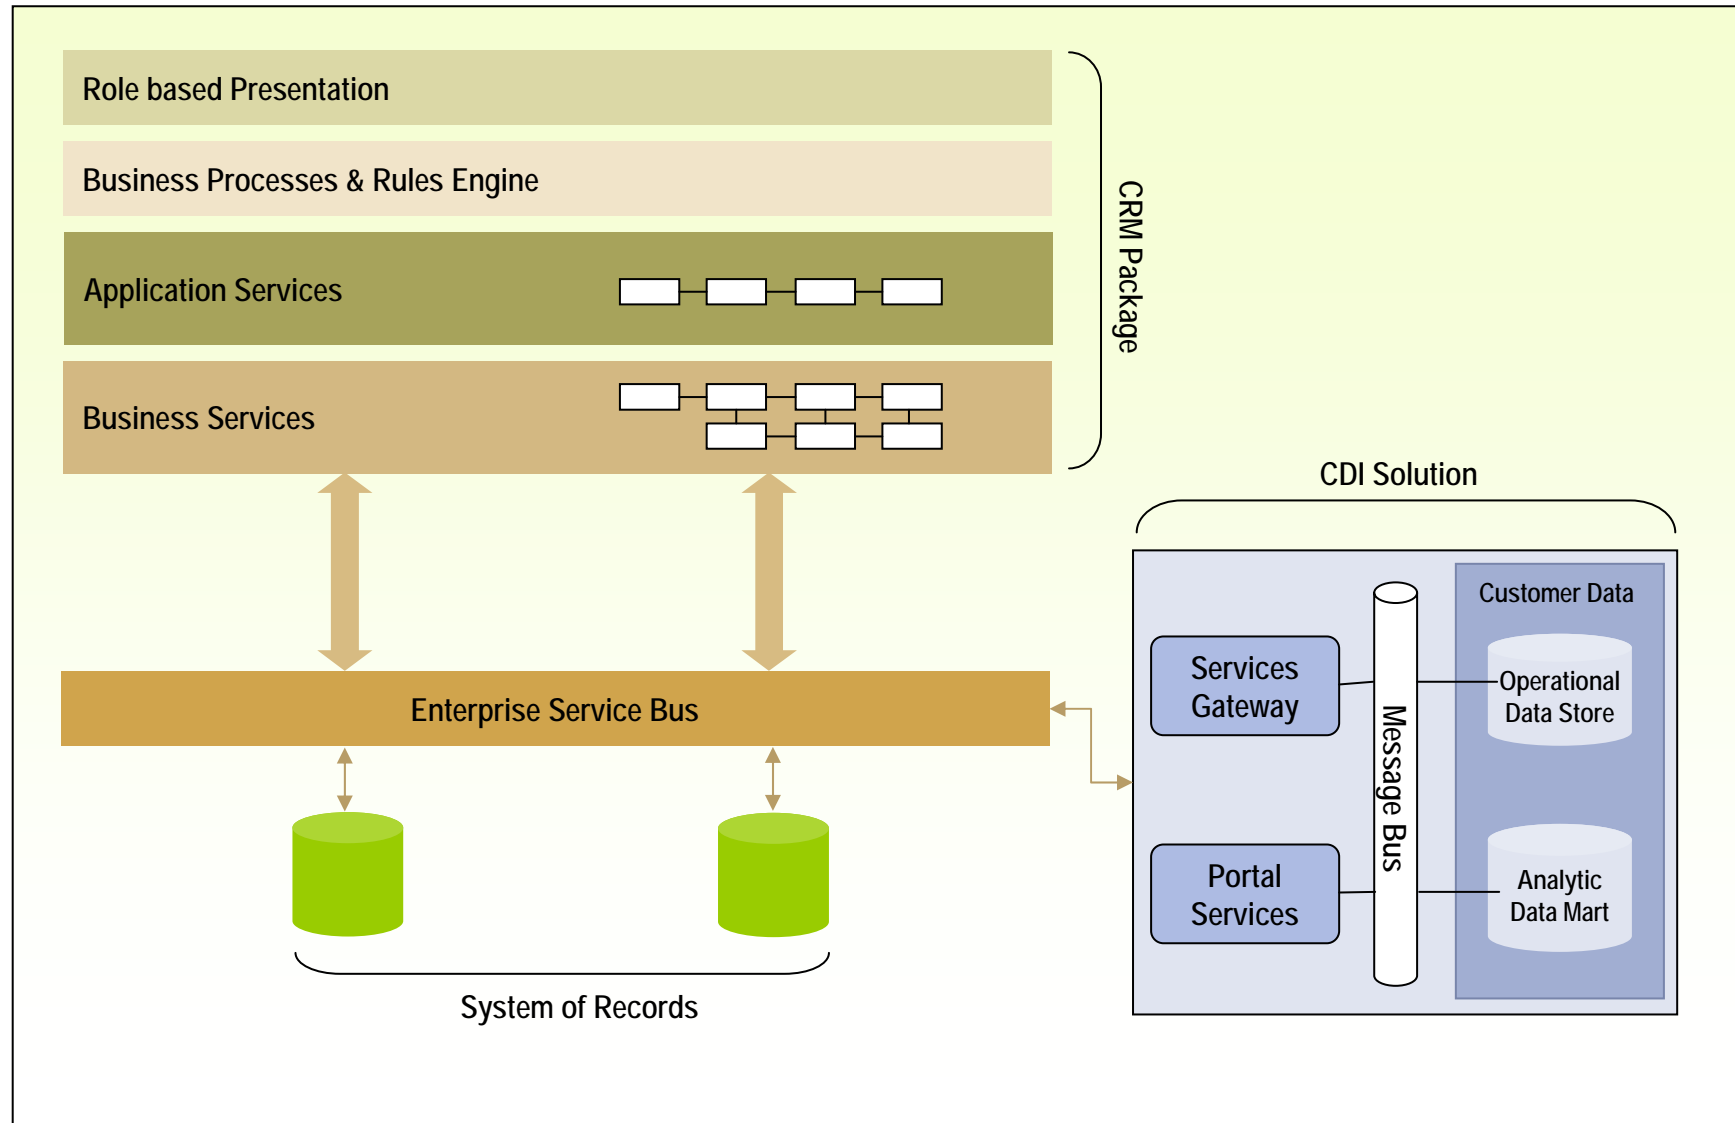 Role based Presentation
Business Processes & Rules Engine
Application Services
Business Services
CRM Package
CDI Solution
Customer Data
Services
Gateway
Operational
Data Store
Message Bus
Portal
Services
Analytic
Data Mart
Enterprise Service Bus
System of Records